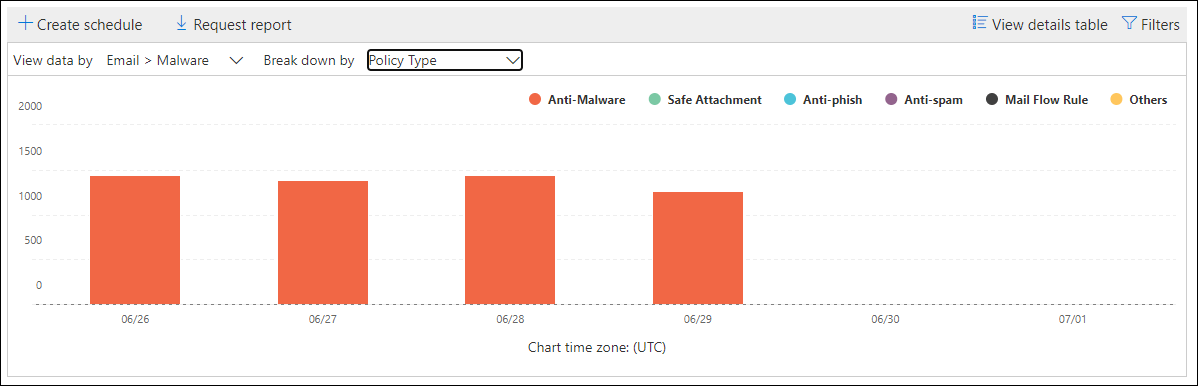 Create schedule Request report View details table Filters
View data by Email > Malware Break down by Policy Type
Anti-Malware Safe Attachment Anti-phish Anti-spam Mail Flow Rule Others
2000
1500
1000
500
0
06/26 06/27 06/28 06/29 06/30 07/01
Chart time zone: (UTC)